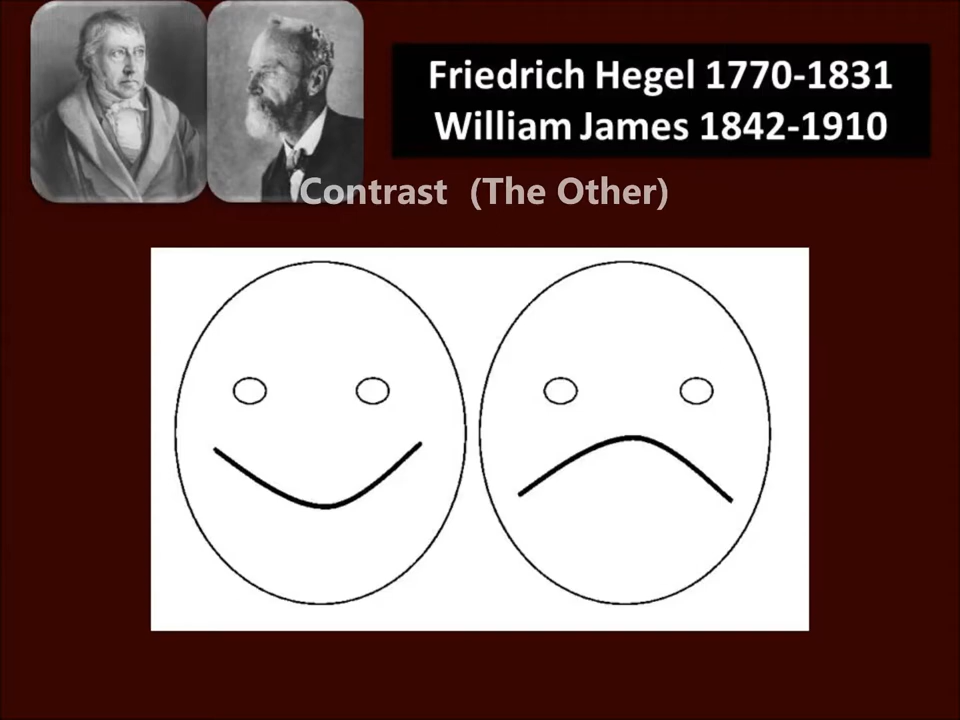 Friedrich Hegel 1770-1831
William James 1842-1910
Contrast (The Other)